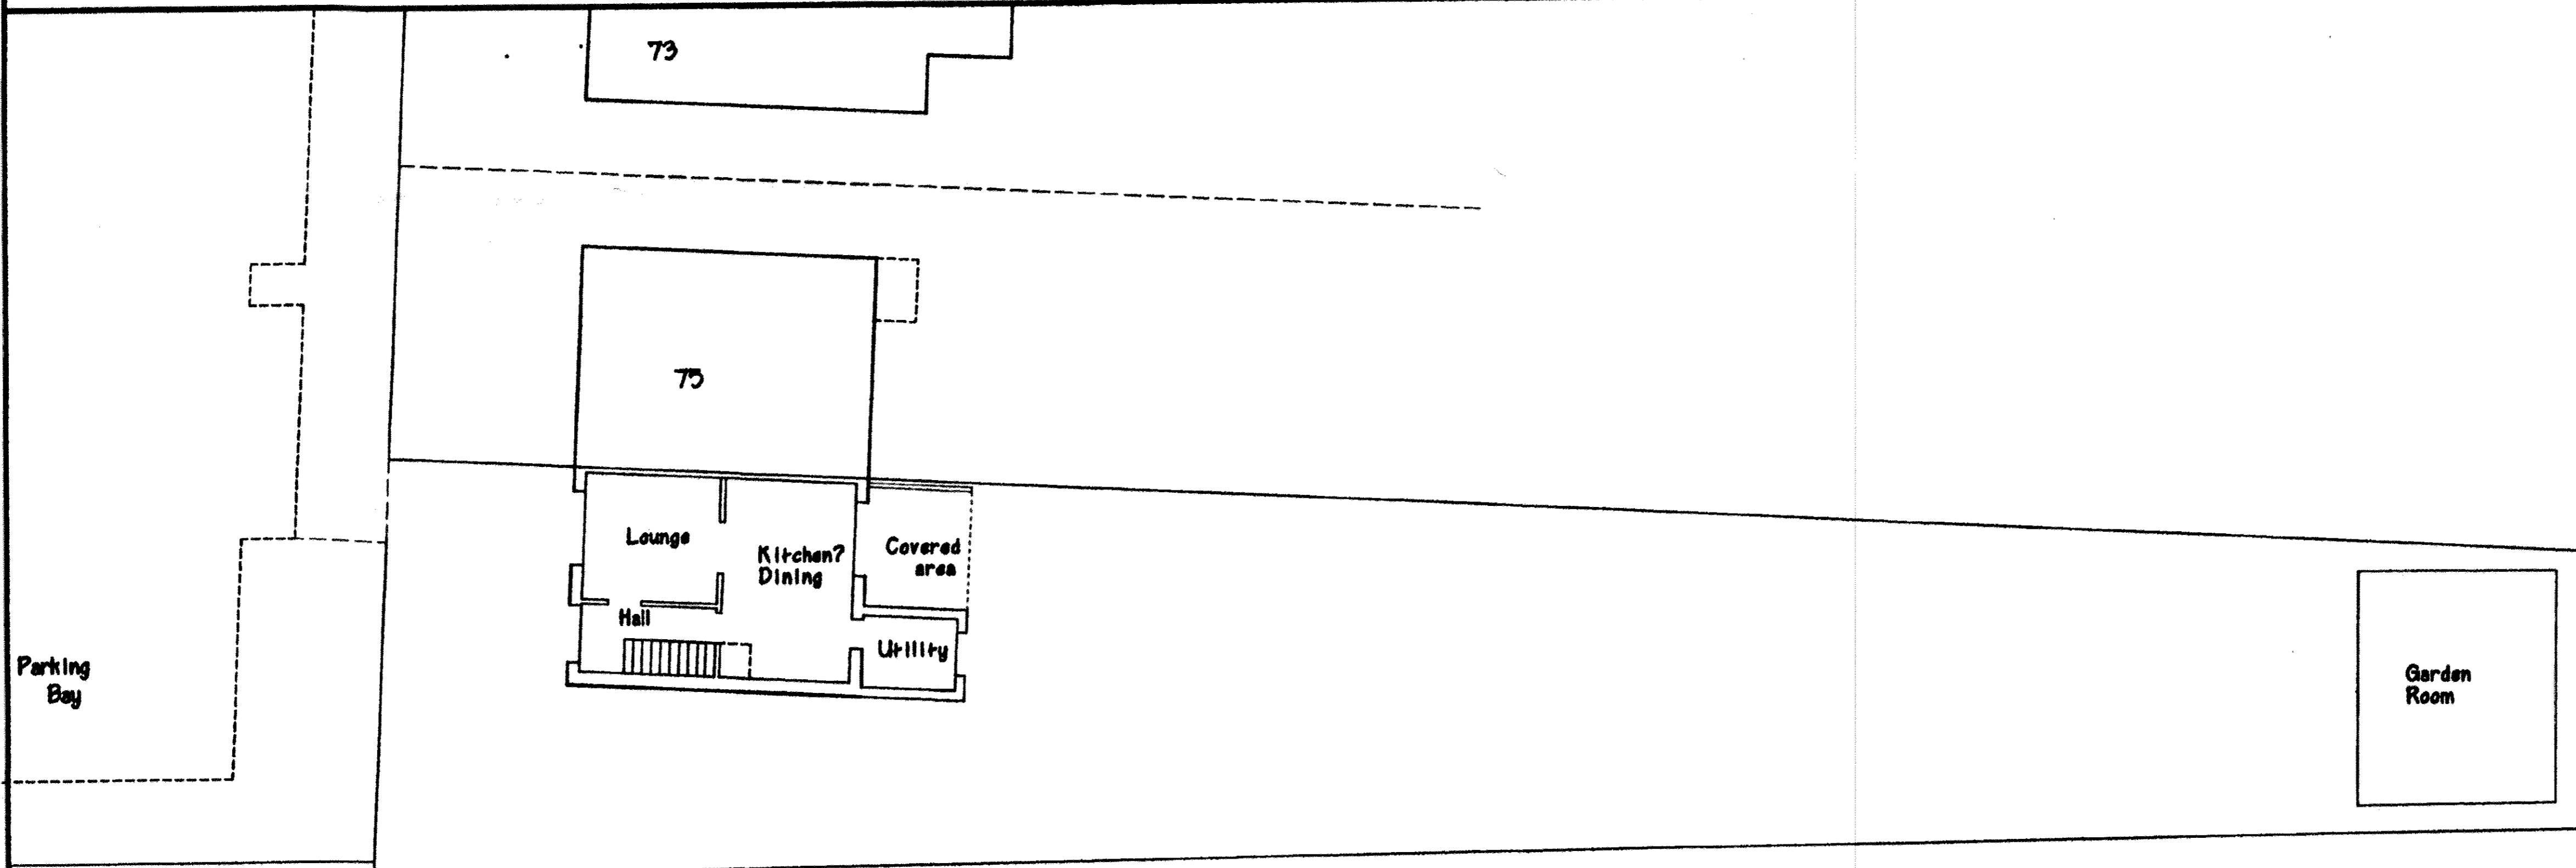 73
75
Lounge
Kitchen?
Dining
Covered
area
Hall
Utility
Parking
Bay
Garden
Room